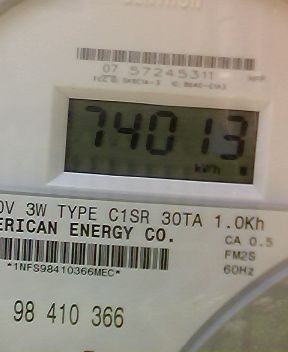 07 57245311
74013
kWh
0V 3W TYPE C1SR 30TA 1.0Kh
ERICAN ENERGY CO.
CA 0.5
FM2S
60Hz
*1NFS98410366MEC*
98 410 366